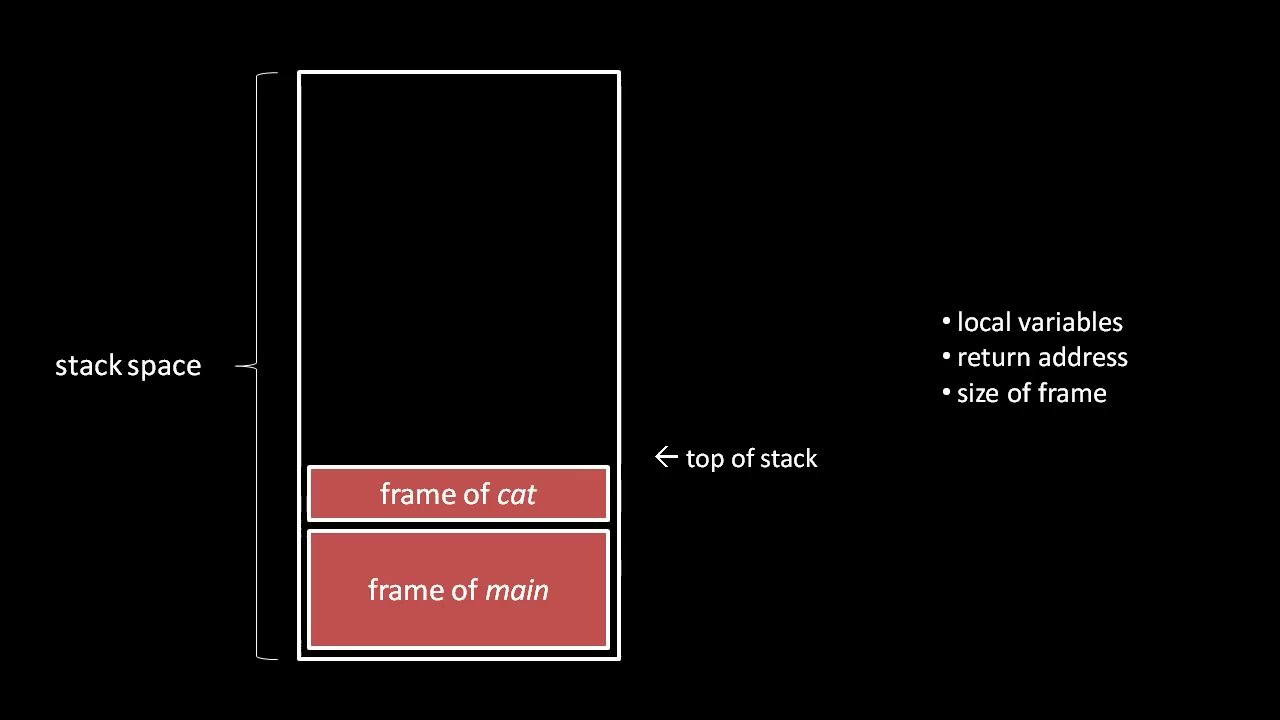 stack space
frame of cat
frame of main
← top of stack
• local variables
• return address
• size of frame